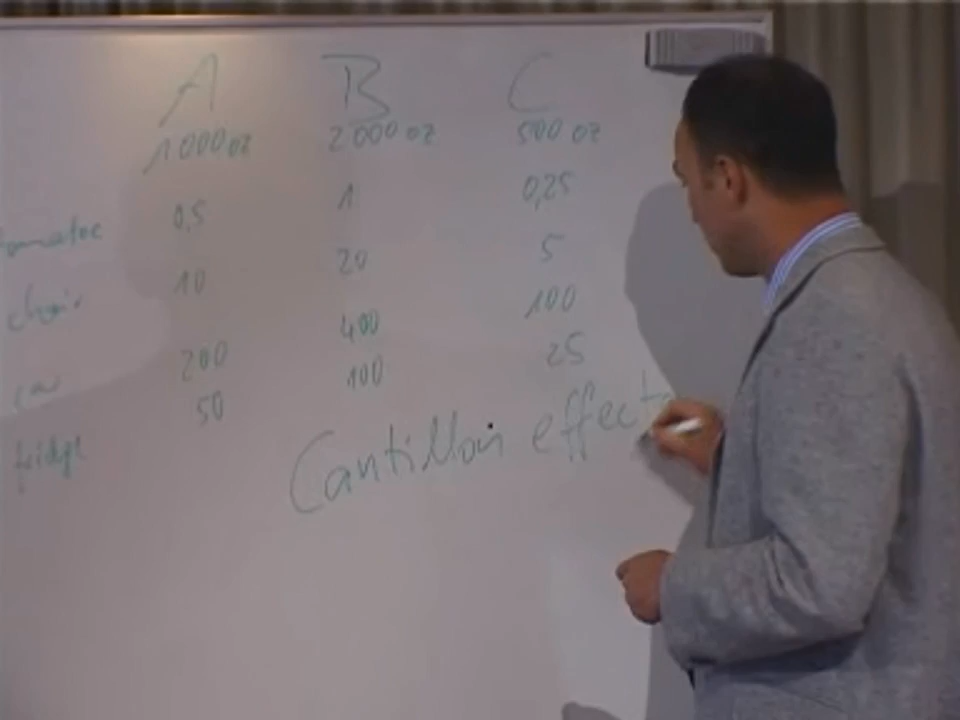 A B C
1000 oz 2000 oz 500 oz
tomatoe 0,5 1 0,25
chair 10 20 5
car 200 400 100
fridge 50 100 25
Cantillon effect